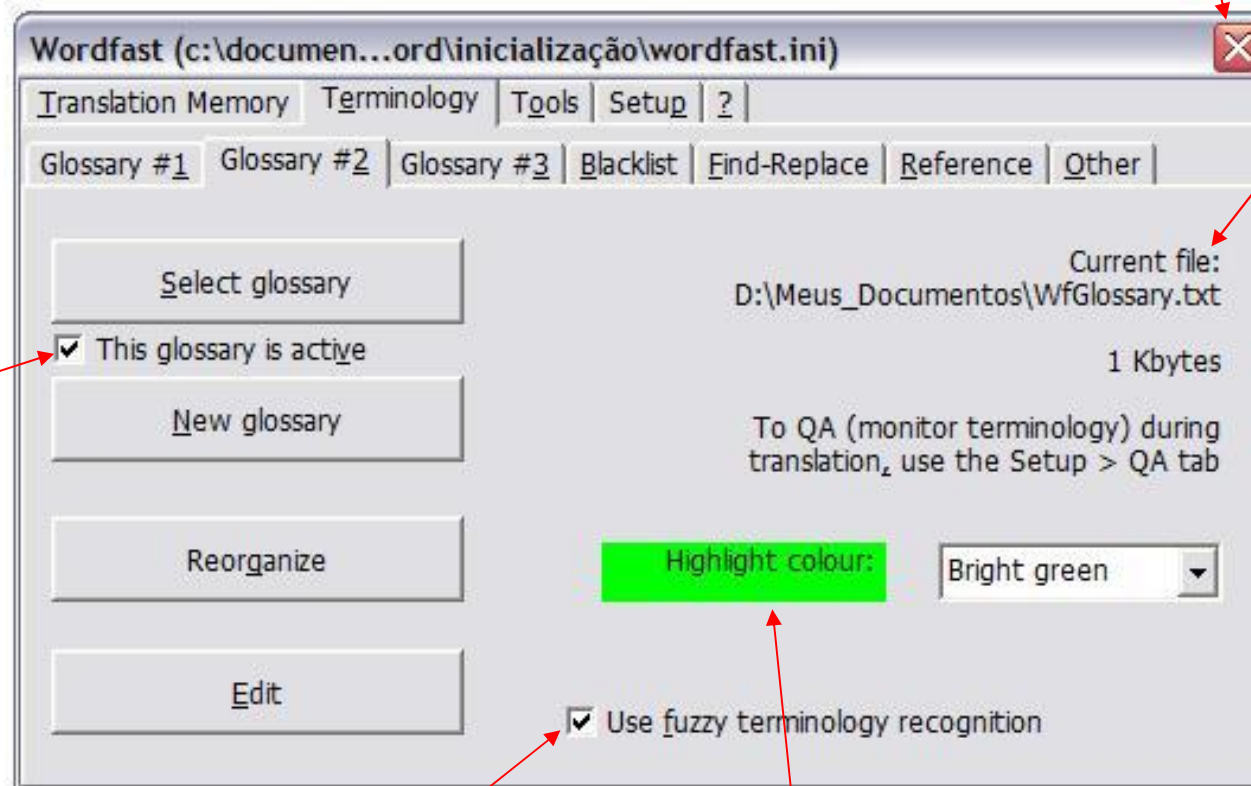 Wordfast (c:\documen...ord\inicialização\wordfast.ini)
Translation Memory Terminology Tools Setup ?
Glossary #1 Glossary #2 Glossary #3 Blacklist Find-Replace Reference Other
Select glossary
This glossary is active
New glossary
Reorganize
Edit
Current file:
D:\Meus_Documentos\WfGlossary.txt
1 Kbytes
To QA (monitor terminology) during
translation, use the Setup > QA tab
Highlight colour: Bright green
Use fuzzy terminology recognition